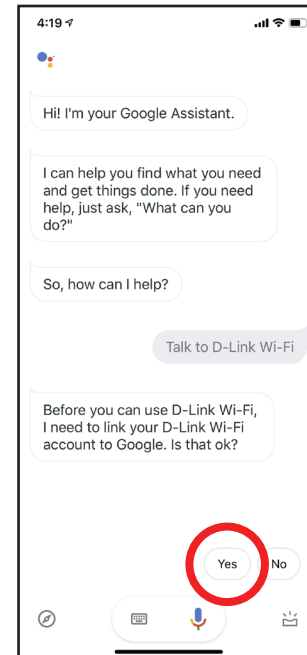 4:19
Hi! I'm your Google Assistant.
I can help you find what you need
and get things done. If you need
help, just ask, "What can you
do?"
So, how can I help?
Talk to D-Link Wi-Fi
Before you can use D-Link Wi-Fi,
I need to link your D-Link Wi-Fi
account to Google. Is that ok?
Yes No